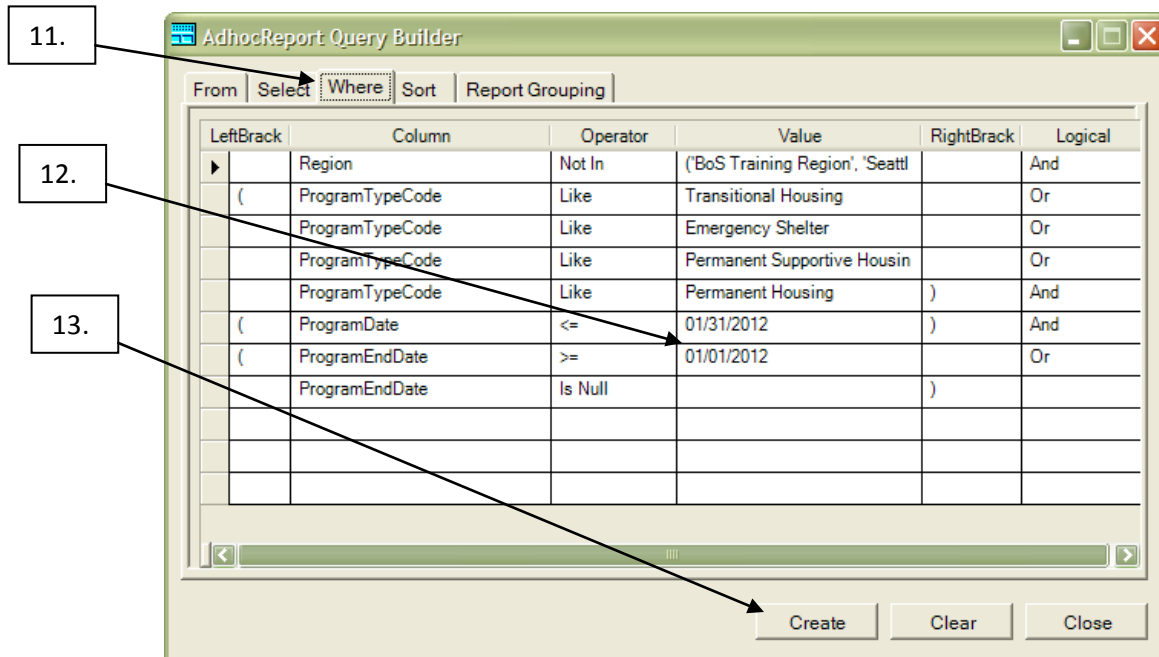 11.
AdhocReport Query Builder
From Select Where Sort Report Grouping
LeftBrack Column Operator Value RightBrack Logical
Region Not In ('BoS Training Region', 'Seattl And
12.
( ProgramTypeCode Like Transitional Housing Or
ProgramTypeCode Like Emergency Shelter Or
ProgramTypeCode Like Permanent Supportive Housin Or
ProgramTypeCode Like Permanent Housing ) And
13.
( ProgramDate <= 01/31/2012 ) And
( ProgramEndDate >= 01/01/2012 Or
ProgramEndDate Is Null )
Create Clear Close